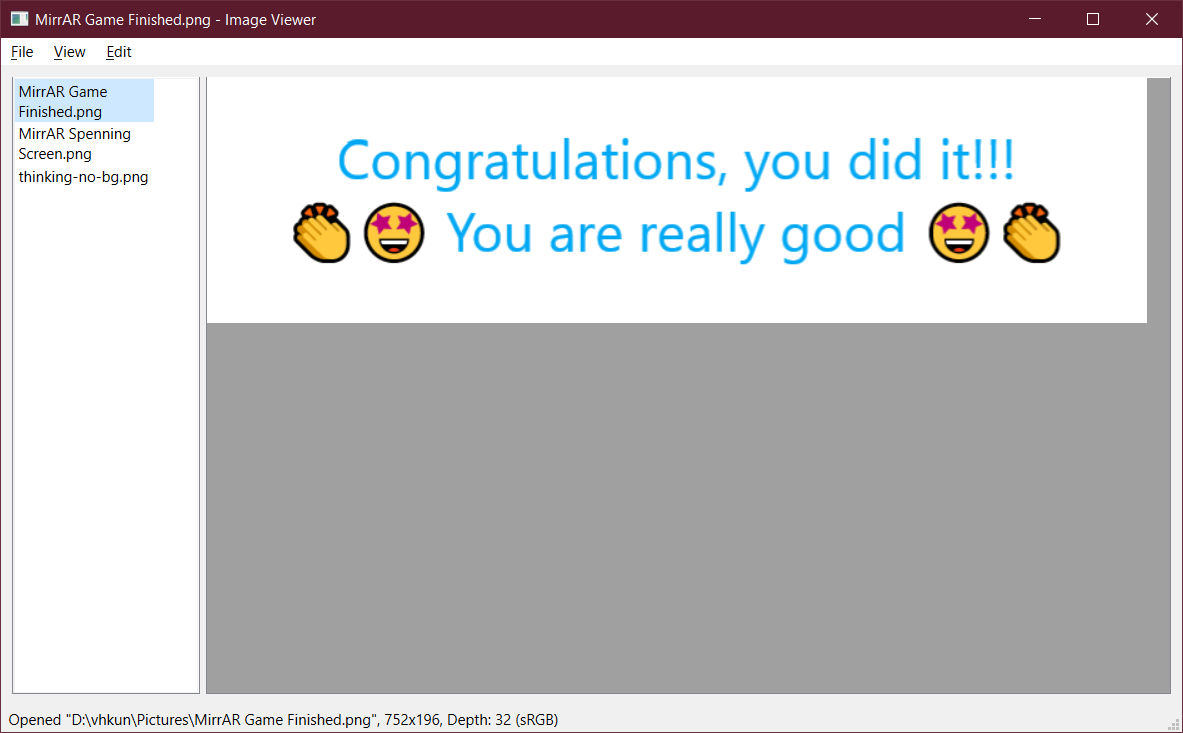 MirrAR Game Finished.png - Image Viewer
File View Edit
MirrAR Game
Finished.png
MirrAR Spenning
Screen.png
thinking-no-bg.png
Congratulations, you did it!!!
👏🤩 You are really good 🤩👏
Opened "D:\vhkun\Pictures\MirrAR Game Finished.png", 752x196, Depth: 32 (sRGB)